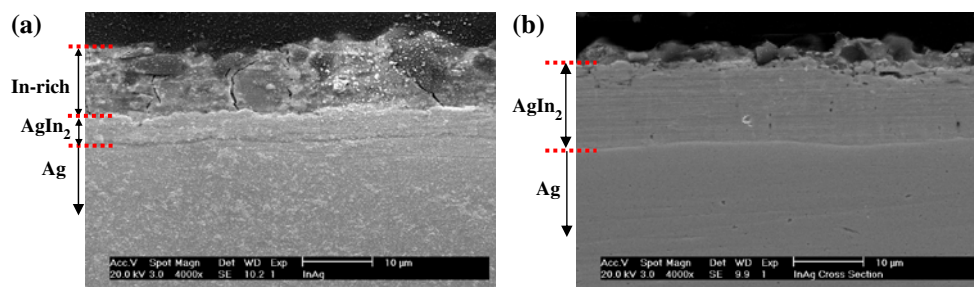 (a)
In-rich
AgIn2
Ag
Acc.V Spot Magn Det WD Exp
20.0 kV 3.0 4000x SE 10.2 1
10 µm
InAg
(b)
AgIn2
Ag
Acc.V Spot Magn Det WD Exp
20.0 kV 3.0 4000x SE 9.9 1
10 µm
InAg Cross Section